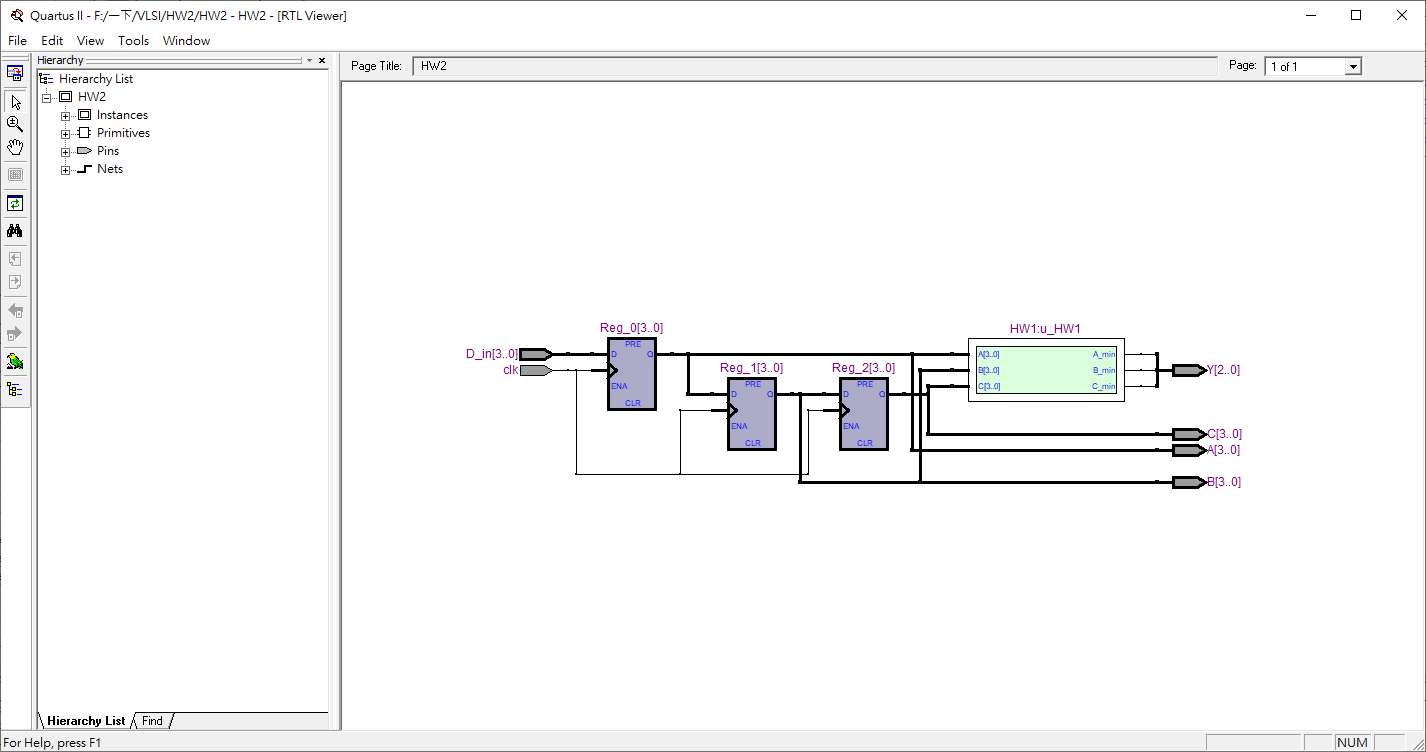 Quartus II - F:/一下/VLSI/HW2/HW2 - HW2 - [RTL Viewer]
File Edit View Tools Window
Hierarchy
Page Title: HW2 Page: 1 of 1
Hierarchy List
HW2
Instances
Primitives
Pins
Nets
Reg_0[3..0]
HW1:u_HW1
D_in[3..0]
clk
PRE
D Q
ENA
CLR
Reg_1[3..0]
PRE
D Q
ENA
CLR
Reg_2[3..0]
PRE
D Q
ENA
CLR
A[3..0] A_min
B[3..0] B_min
C[3..0] C_min
Y[2..0]
C[3..0]
A[3..0]
B[3..0]
Hierarchy List Find
For Help, press F1 NUM